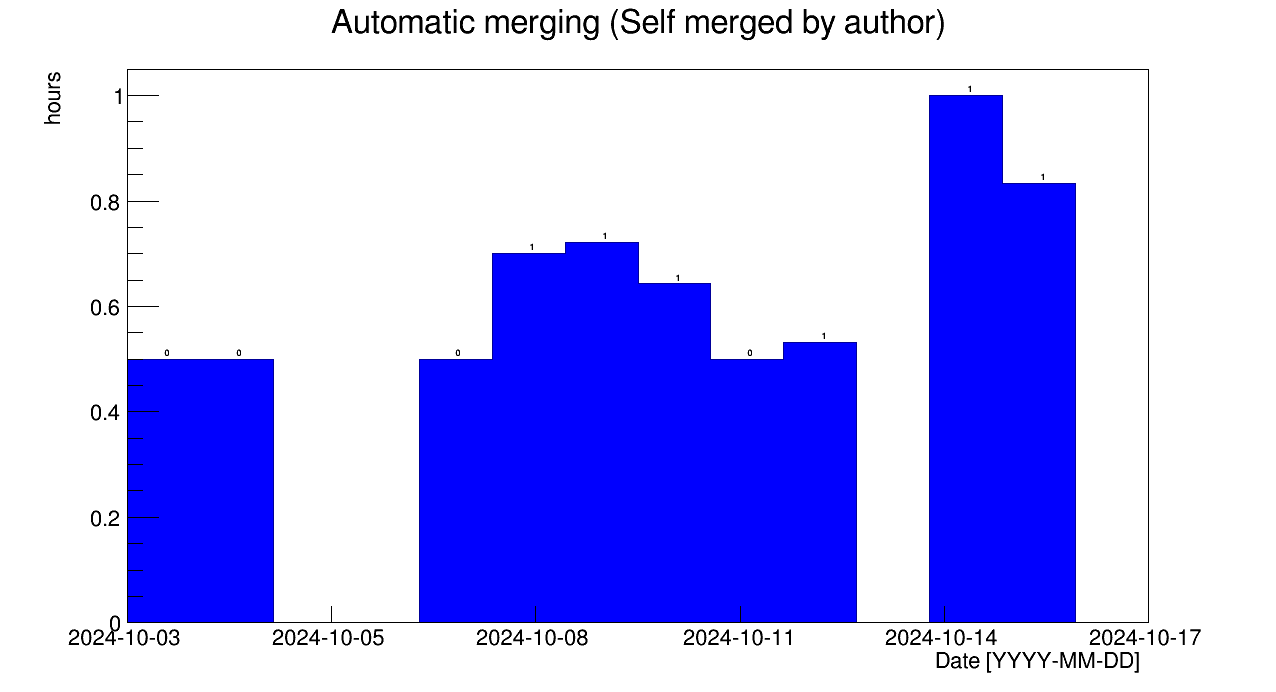 Automatic merging (Self merged by author)
hours
1
0.8
0.6
0.4
0.2
0
0 0 0 1 1 1 0 1 1 1
2024-10-03 2024-10-05 2024-10-08 2024-10-11 2024-10-14 2024-10-17
Date [YYYY-MM-DD]